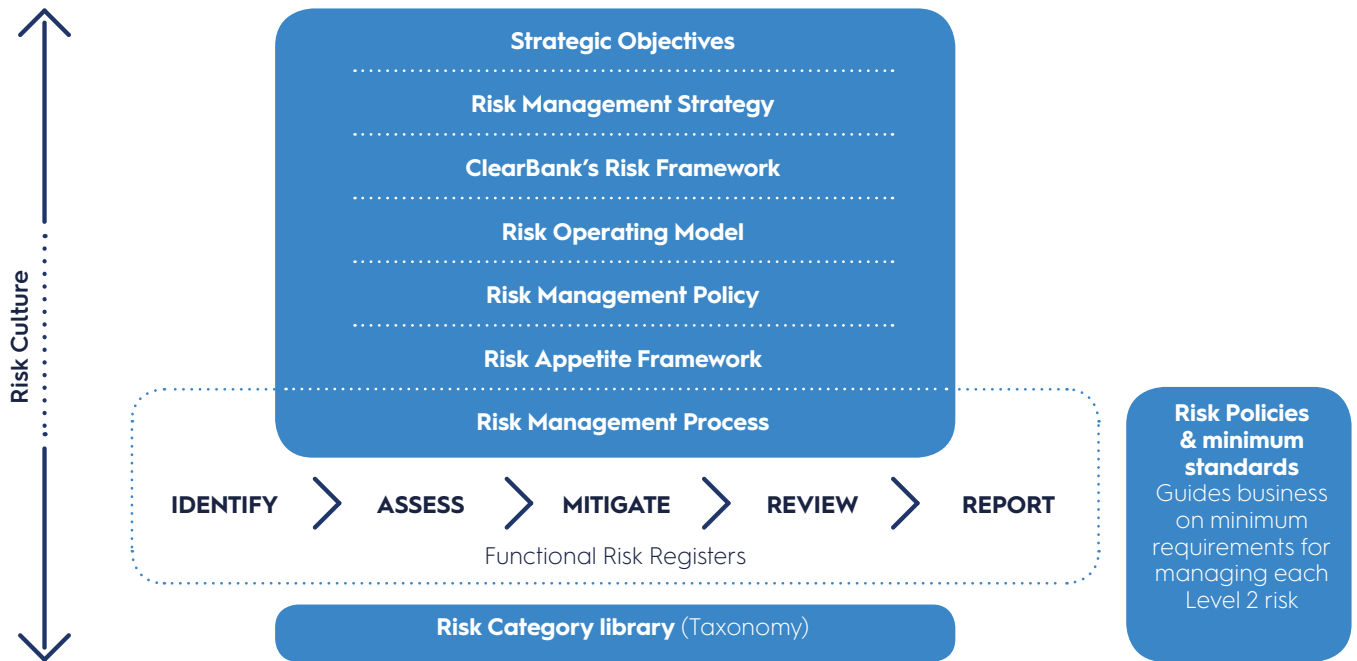 Risk Culture
Strategic Objectives
Risk Management Strategy
ClearBank’s Risk Framework
Risk Operating Model
Risk Management Policy
Risk Appetite Framework
Risk Management Process
IDENTIFY
ASSESS
MITIGATE
REVIEW
REPORT
Functional Risk Registers
Risk Category library (Taxonomy)
Risk Policies
& minimum
standards
Guides business
on minimum
requirements for
managing each
Level 2 risk